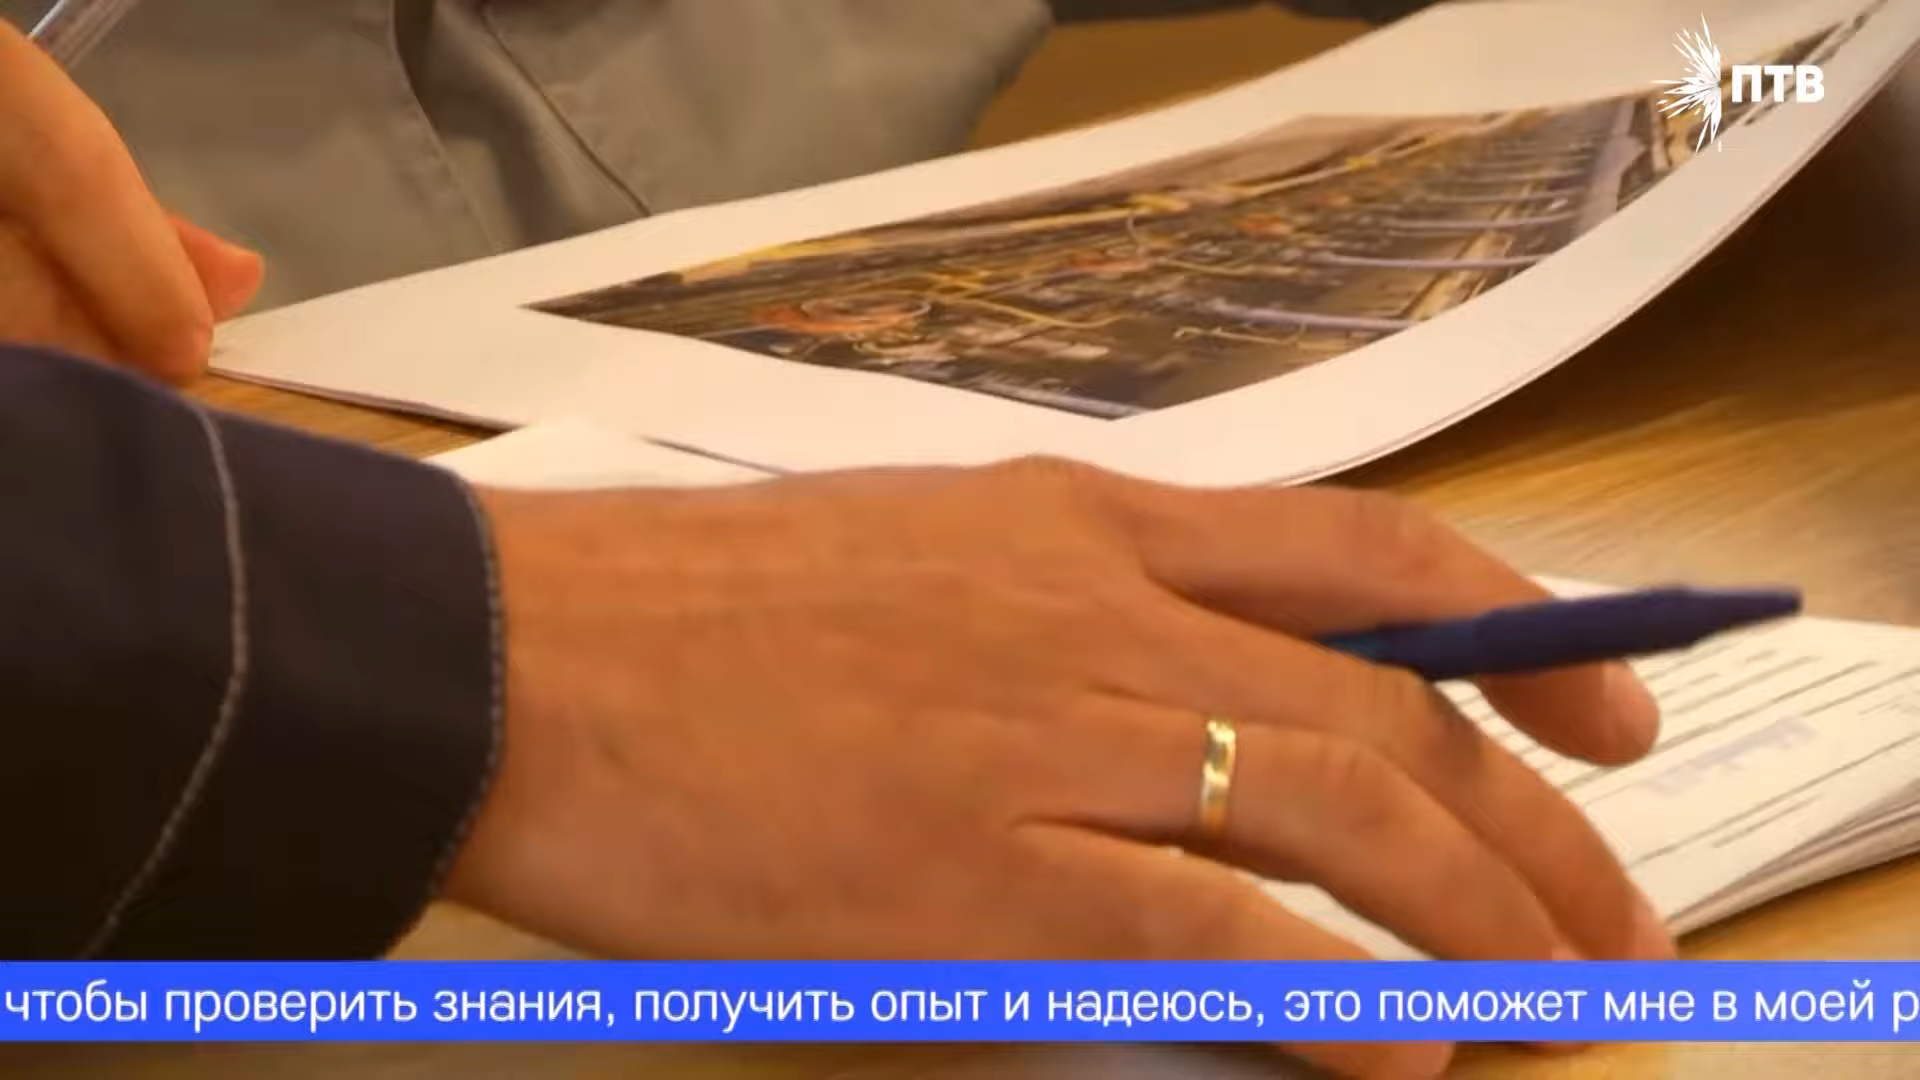 ПТВ
чтобы проверить знания, получить опыт и надеюсь, это поможет мне в моей р